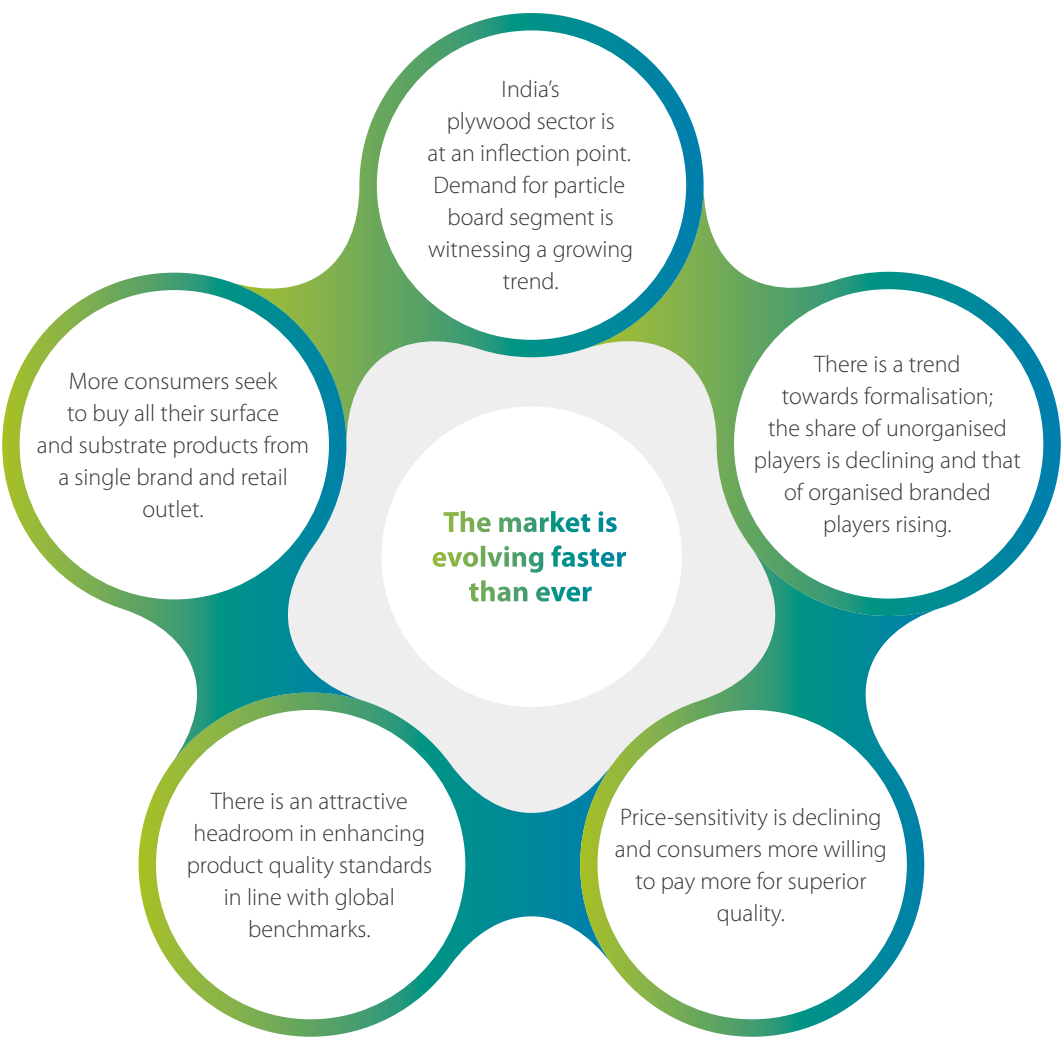 India's
plywood sector is
at an inflection point.
Demand for particle
board segment is
witnessing a growing
trend.
There is a trend
towards formalisation;
the share of unorganised
players is declining and that
of organised branded
players rising.
Price-sensitivity is declining
and consumers more willing
to pay more for superior
quality.
There is an attractive
headroom in enhancing
product quality standards
in line with global
benchmarks.
More consumers seek
to buy all their surface
and substrate products from
a single brand and retail
outlet.
The market is
evolving faster
than ever